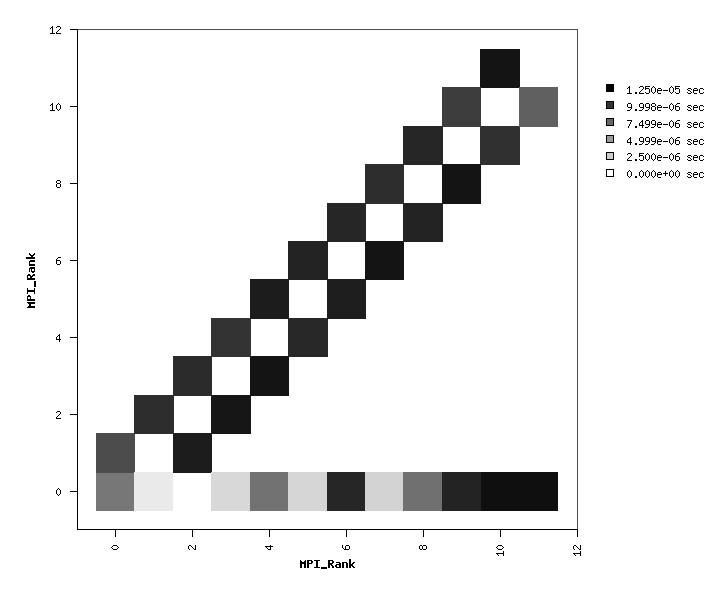 12
10
8
6
4
2
0
MPI_Rank
0
2
4
6
8
10
12
MPI_Rank
1.250e-05 sec
9.998e-06 sec
7.499e-06 sec
4.999e-06 sec
2.500e-06 sec
0.000e+00 sec